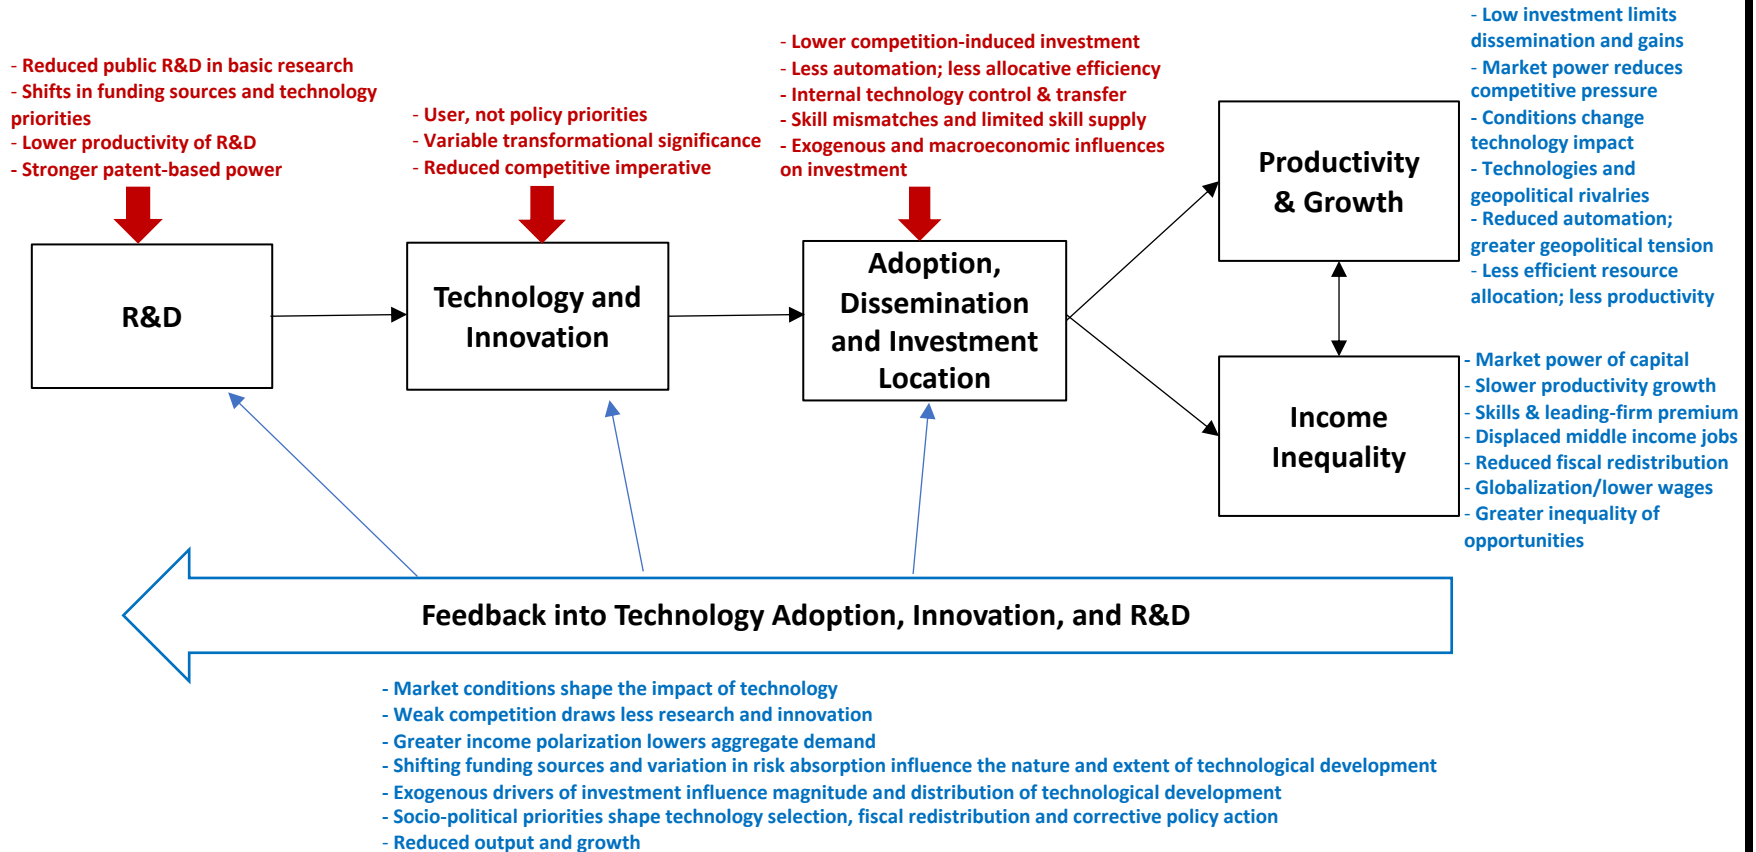 - Reduced public R&D in basic research
- Shifts in funding sources and technology
priorities
- Lower productivity of R&D
- Stronger patent-based power
- User, not policy priorities
- Variable transformational significance
- Reduced competitive imperative
- Lower competition-induced investment
- Less automation; less allocative efficiency
- Internal technology control & transfer
- Skill mismatches and limited skill supply
- Exogenous and macroeconomic influences
on investment
- Low investment limits
dissemination and gains
- Market power reduces
competitive pressure
- Conditions change
technology impact
- Technologies and
geopolitical rivalries
- Reduced automation;
greater geopolitical tension
- Less efficient resource
allocation; less productivity
R&D
Technology and
Innovation
Adoption,
Dissemination
and Investment
Location
Productivity
& Growth
Income
Inequality
- Market power of capital
- Slower productivity growth
- Skills & leading-firm premium
- Displaced middle income jobs
- Reduced fiscal redistribution
- Globalization/lower wages
- Greater inequality of
opportunities
Feedback into Technology Adoption, Innovation, and R&D
- Market conditions shape the impact of technology
- Weak competition draws less research and innovation
- Greater income polarization lowers aggregate demand
- Shifting funding sources and variation in risk absorption influence the nature and extent of technological development
- Exogenous drivers of investment influence magnitude and distribution of technological development
- Socio-political priorities shape technology selection, fiscal redistribution and corrective policy action
- Reduced output and growth